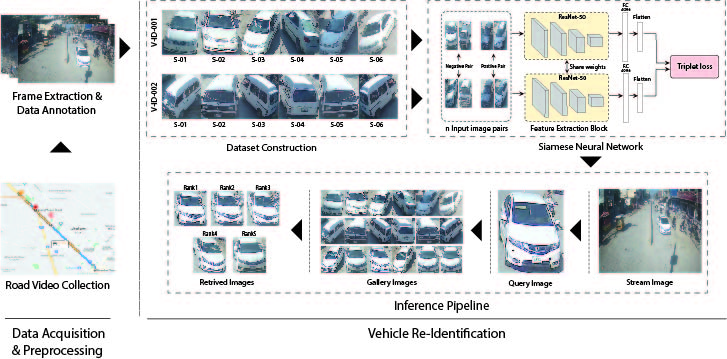 Frame Extraction &
Data Annotation
Road Video Collection
Data Acquisition
& Preprocessing
V-ID-001
S-01 S-02 S-03 S-04 S-05 S-06
V-ID-002
S-01 S-02 S-03 S-04 S-05 S-06
Dataset Construction
Negative Pair
Positive Pair
n Input image pairs
ResNet-50
Share weights
ResNet-50
Feature Extraction Block
FC
4096
Flatten
FC
4096
Flatten
Triplat loss
Siamese Neural Network
Rank1 Rank2 Rank3
Rank4 Rank5
Retrived Images
Gallery Images
Query Image
Stream Image
Inference Pipeline
Vehicle Re-Identification